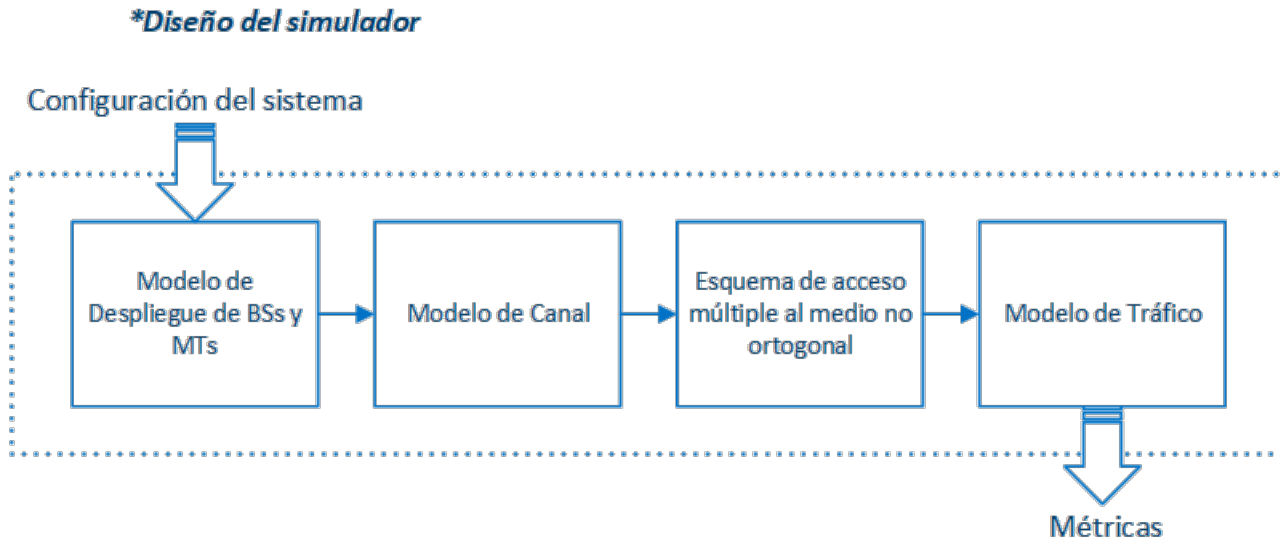 *Diseño del simulador
Configuración del sistema
Modelo de
Despliegue de BSs y
MTs
Modelo de Canal
Esquema de acceso
múltiple al medio no
ortogonal
Modelo de Tráfico
Métricas